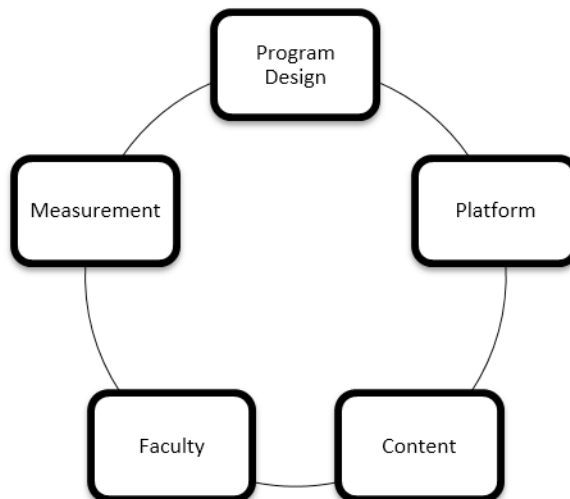 Program
Design
Platform
Content
Faculty
Measurement